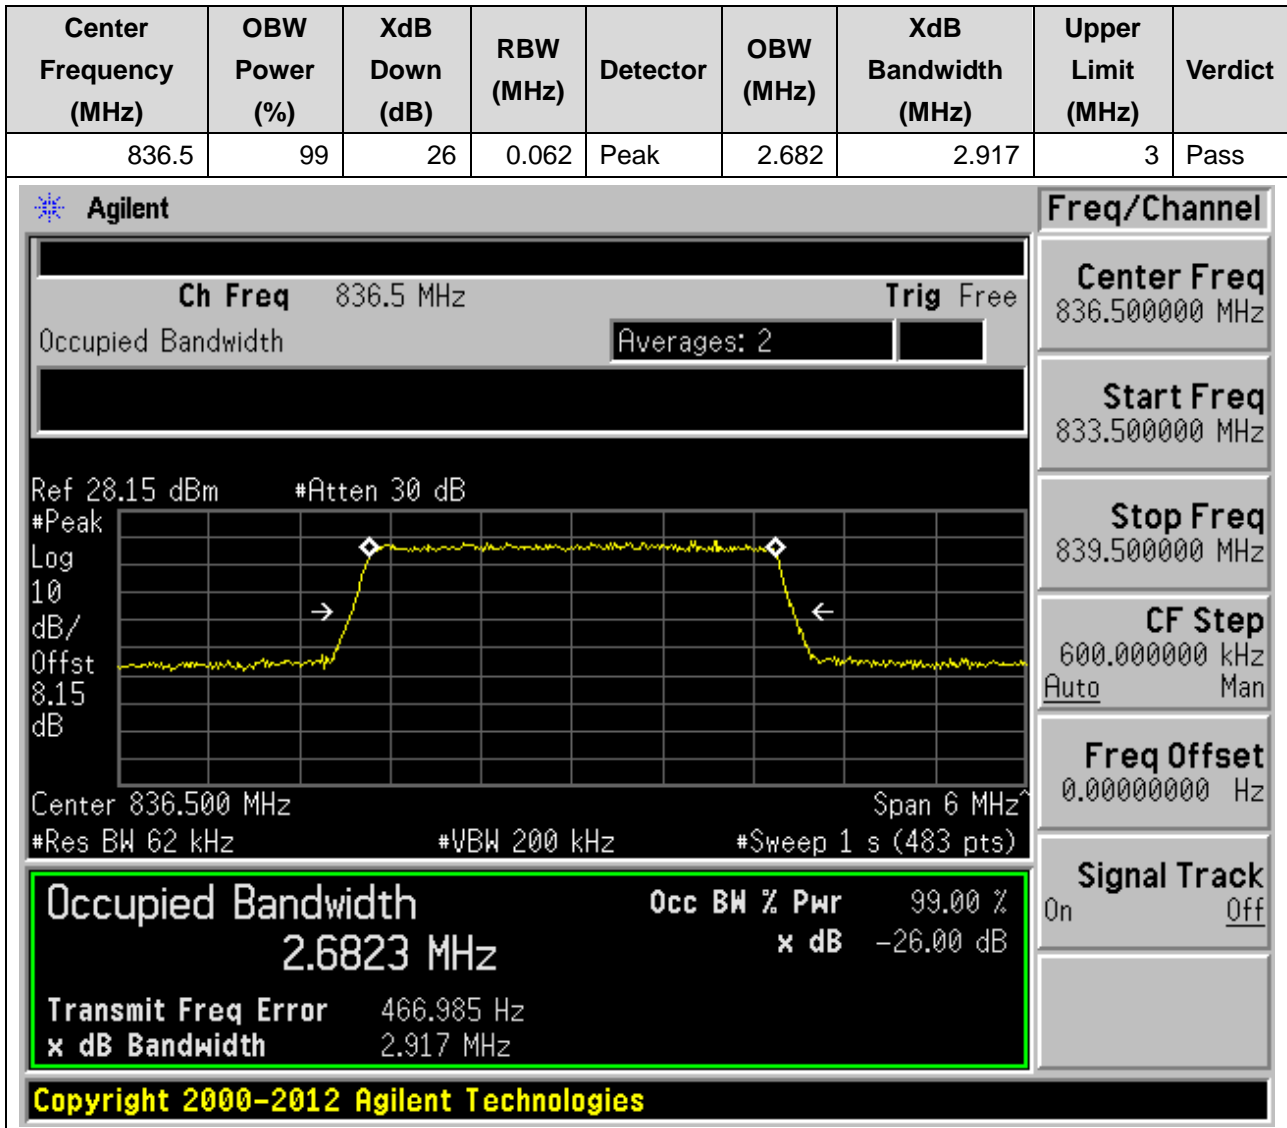 Center Frequency (MHz) OBW Power (%) XdB Down (dB) RBW (MHz) Detector OBW (MHz) XdB Bandwidth (MHz) Upper Limit (MHz) Verdict
836.5 99 26 0.062 Peak 2.682 2.917 3 Pass
Agilent
Freq/Channel
Ch Freq 836.5 MHz Trig Free
Occupied Bandwidth Averages: 2
Center Freq
836.500000 MHz
Start Freq
833.500000 MHz
Stop Freq
839.500000 MHz
CF Step
600.000000 kHz
Auto Man
Freq Offset
0.00000000 Hz
Signal Track
On Off
Ref 28.15 dBm #Atten 30 dB
#Peak
Log
10
dB/
Offst
8.15
dB
Center 836.500 MHz Span 6 MHz^
#Res BW 62 kHz #VBW 200 kHz #Sweep 1 s (483 pts)
Occupied Bandwidth
2.6823 MHz
Occ BW % Pwr 99.00 %
x dB -26.00 dB
Transmit Freq Error 466.985 Hz
x dB Bandwidth 2.917 MHz
Copyright 2000-2012 Agilent Technologies